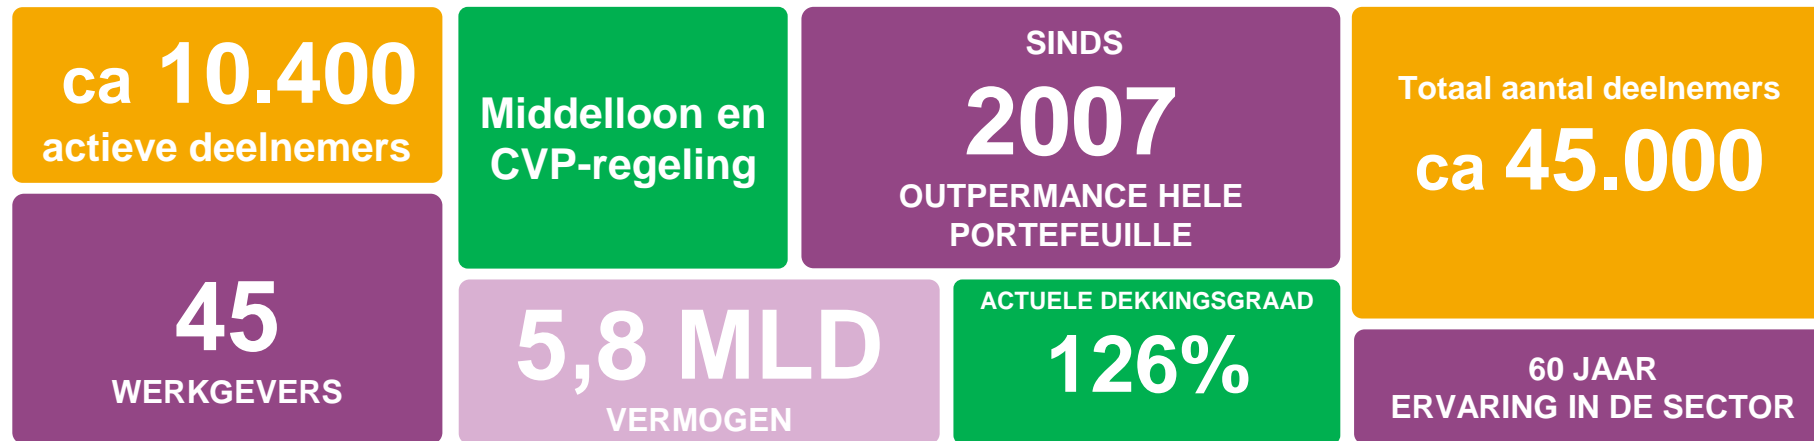 ca 10.400
actieve deelnemers
45
WERKGEVERS
Middelloon en
CVP-regeling
SINDS
2007
OUTPERMANCE HELE
PORTEFEUILLE
Totaal aantal deelnemers
ca 45.000
5,8 MLD
VERMOGEN
ACTUELE DEKKINGSGRAAD
126%
60 JAAR
ERVARING IN DE SECTOR